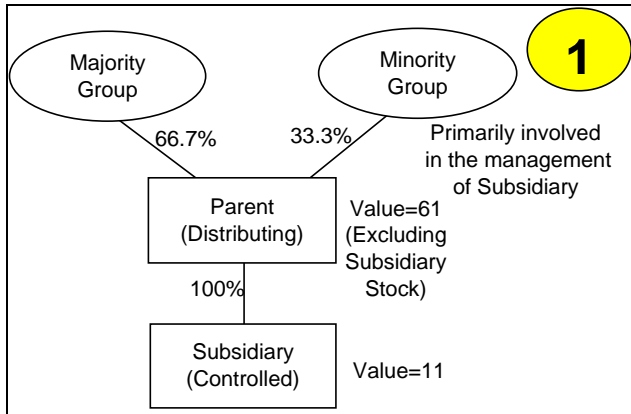 Majority
Group
Minority
Group
1
66.7%
33.3%
Primarily involved
in the management
of Subsidiary
Parent
(Distributing)
Value=61
(Excluding
Subsidiary
Stock)
100%
Subsidiary
(Controlled)
Value=11